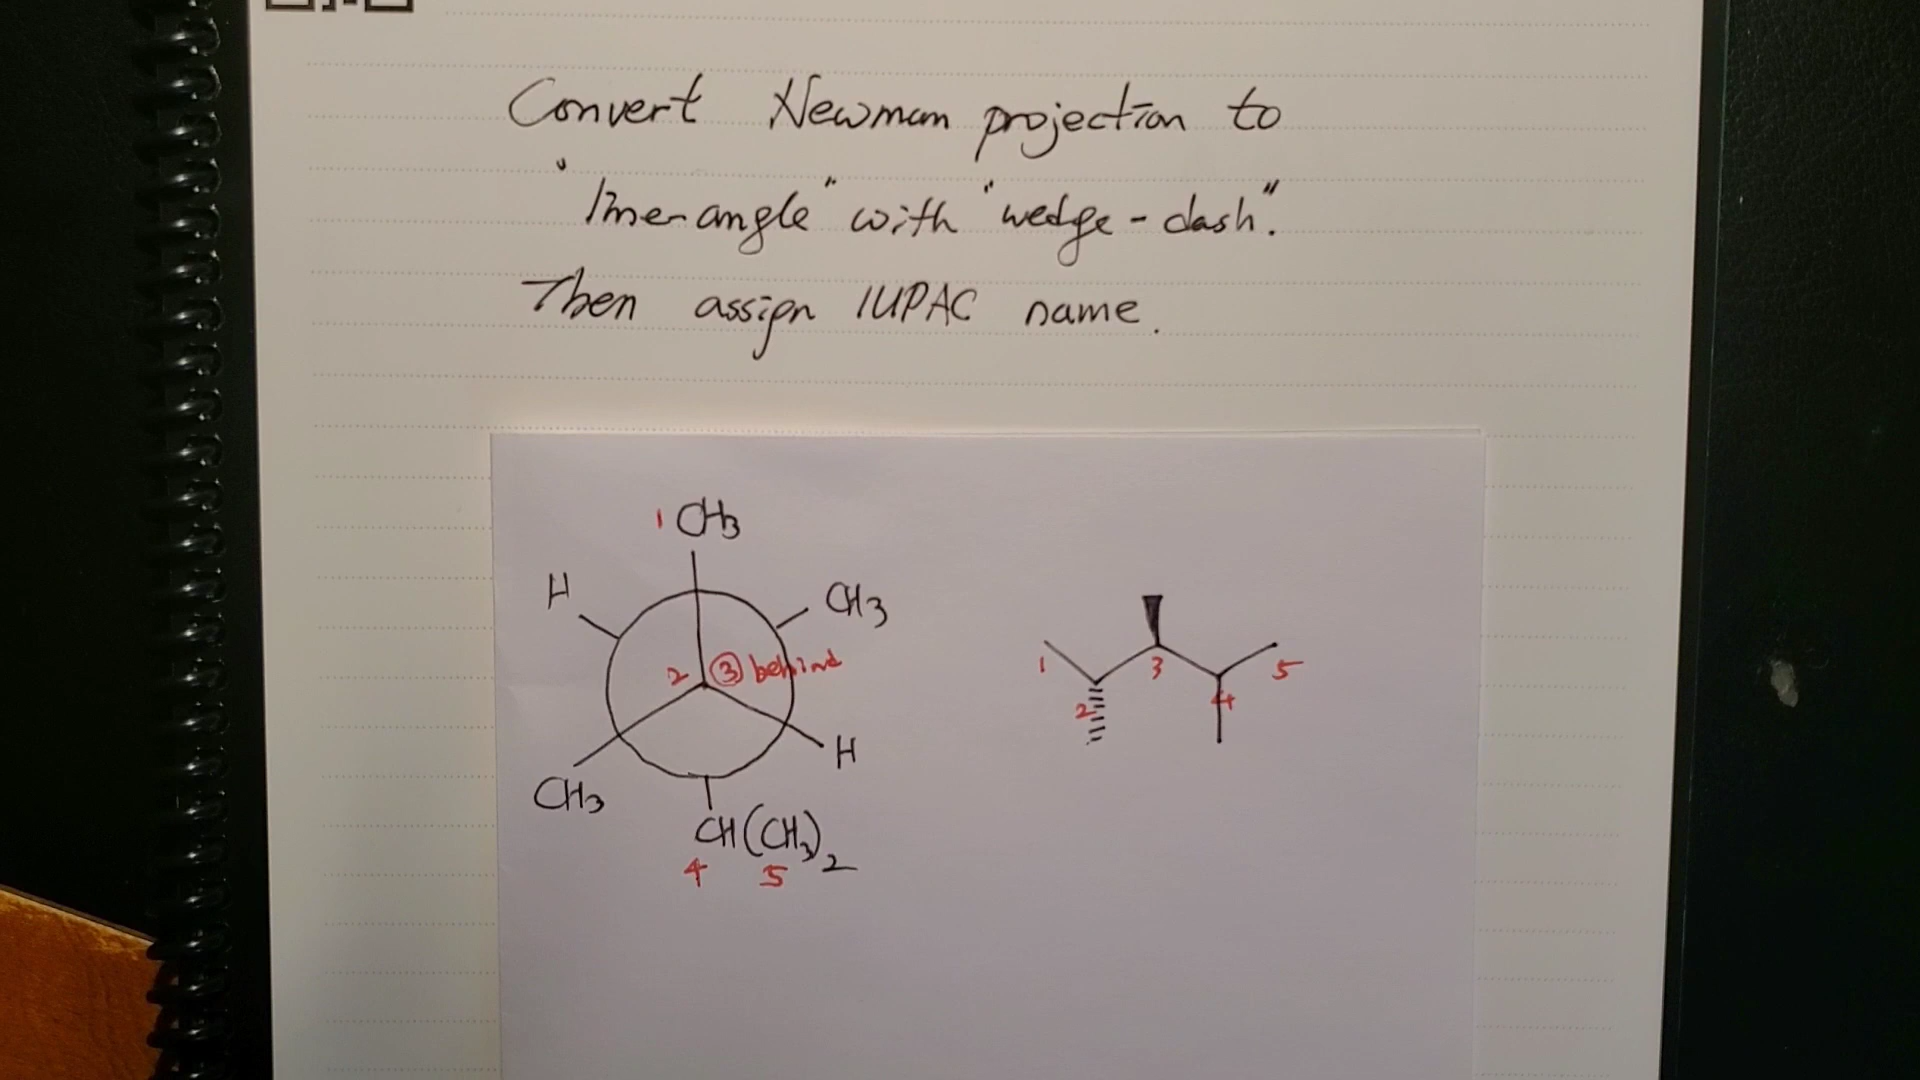 Convert Newman projection to
"line-angle" with "wedge-dash".
Then assign IUPAC name.
1 CH3
H
CH3
2 ③ behind
H
CH3
CH(CH3)2
4 5
1 2 3 4 5